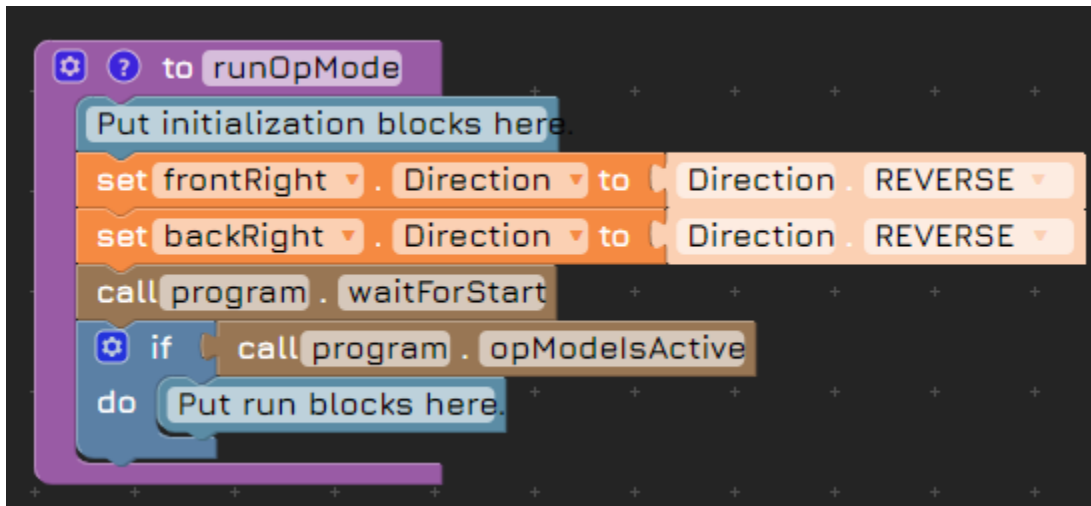 ? to runOpMode
Put initialization blocks here.
set frontRight . Direction to Direction . REVERSE
set backRight . Direction to Direction . REVERSE
call program . waitForStart
if call program . opModeIsActive
do Put run blocks here.